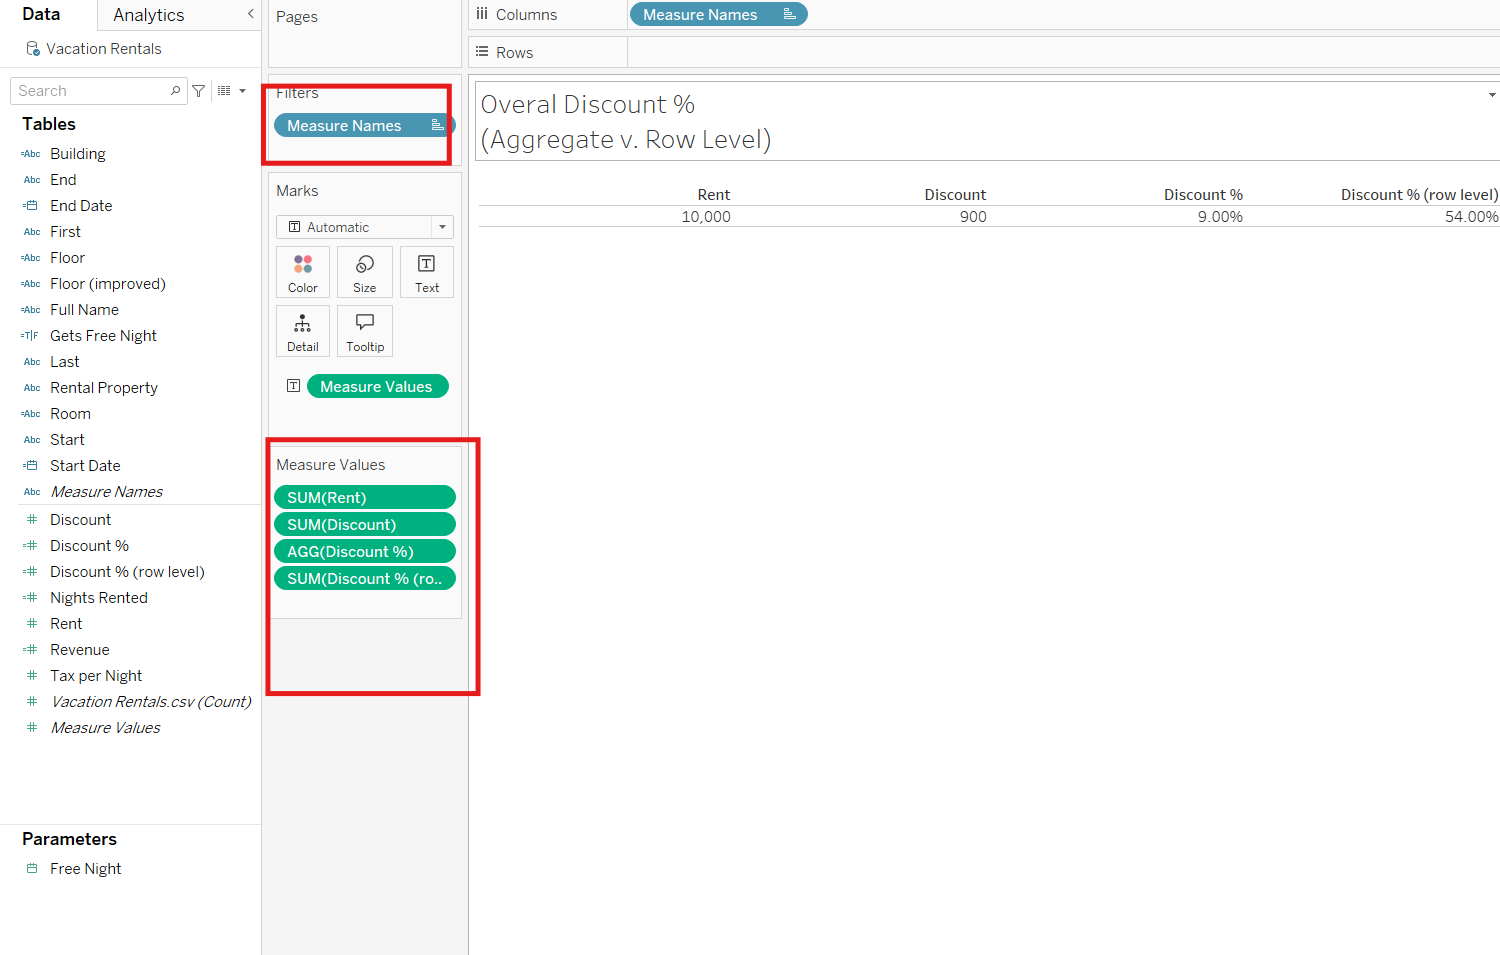 Data
Analytics
Vacation Rentals
Search
Tables
=Abc Building
Abc End
End Date
Abc First
=Abc Floor
=Abc Floor (improved)
=Abc Full Name
=T|F Gets Free Night
Abc Last
Abc Rental Property
=Abc Room
Abc Start
Start Date
Abc Measure Names
# Discount
=# Discount %
=# Discount % (row level)
=# Nights Rented
# Rent
=# Revenue
# Tax per Night
# Vacation Rentals.csv (Count)
# Measure Values
Parameters
Free Night
Pages
Filters
Measure Names
Marks
T Automatic
Color Size Text
Detail Tooltip
T Measure Values
Measure Values
SUM(Rent)
SUM(Discount)
AGG(Discount %)
SUM(Discount % (ro..
Columns Measure Names
Rows
Overal Discount %
(Aggregate v. Row Level)
Rent Discount Discount % Discount % (row level)
10,000 900 9.00% 54.00%